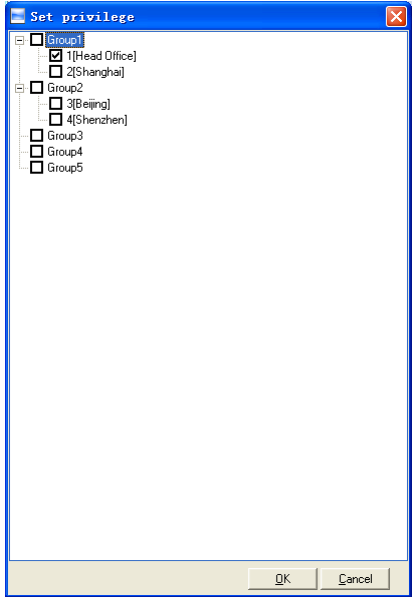 Set privilege
Group1
1[Head Office]
2[Shanghai]
Group2
3[Beijing]
4[Shenzhen]
Group3
Group4
Group5
OK Cancel